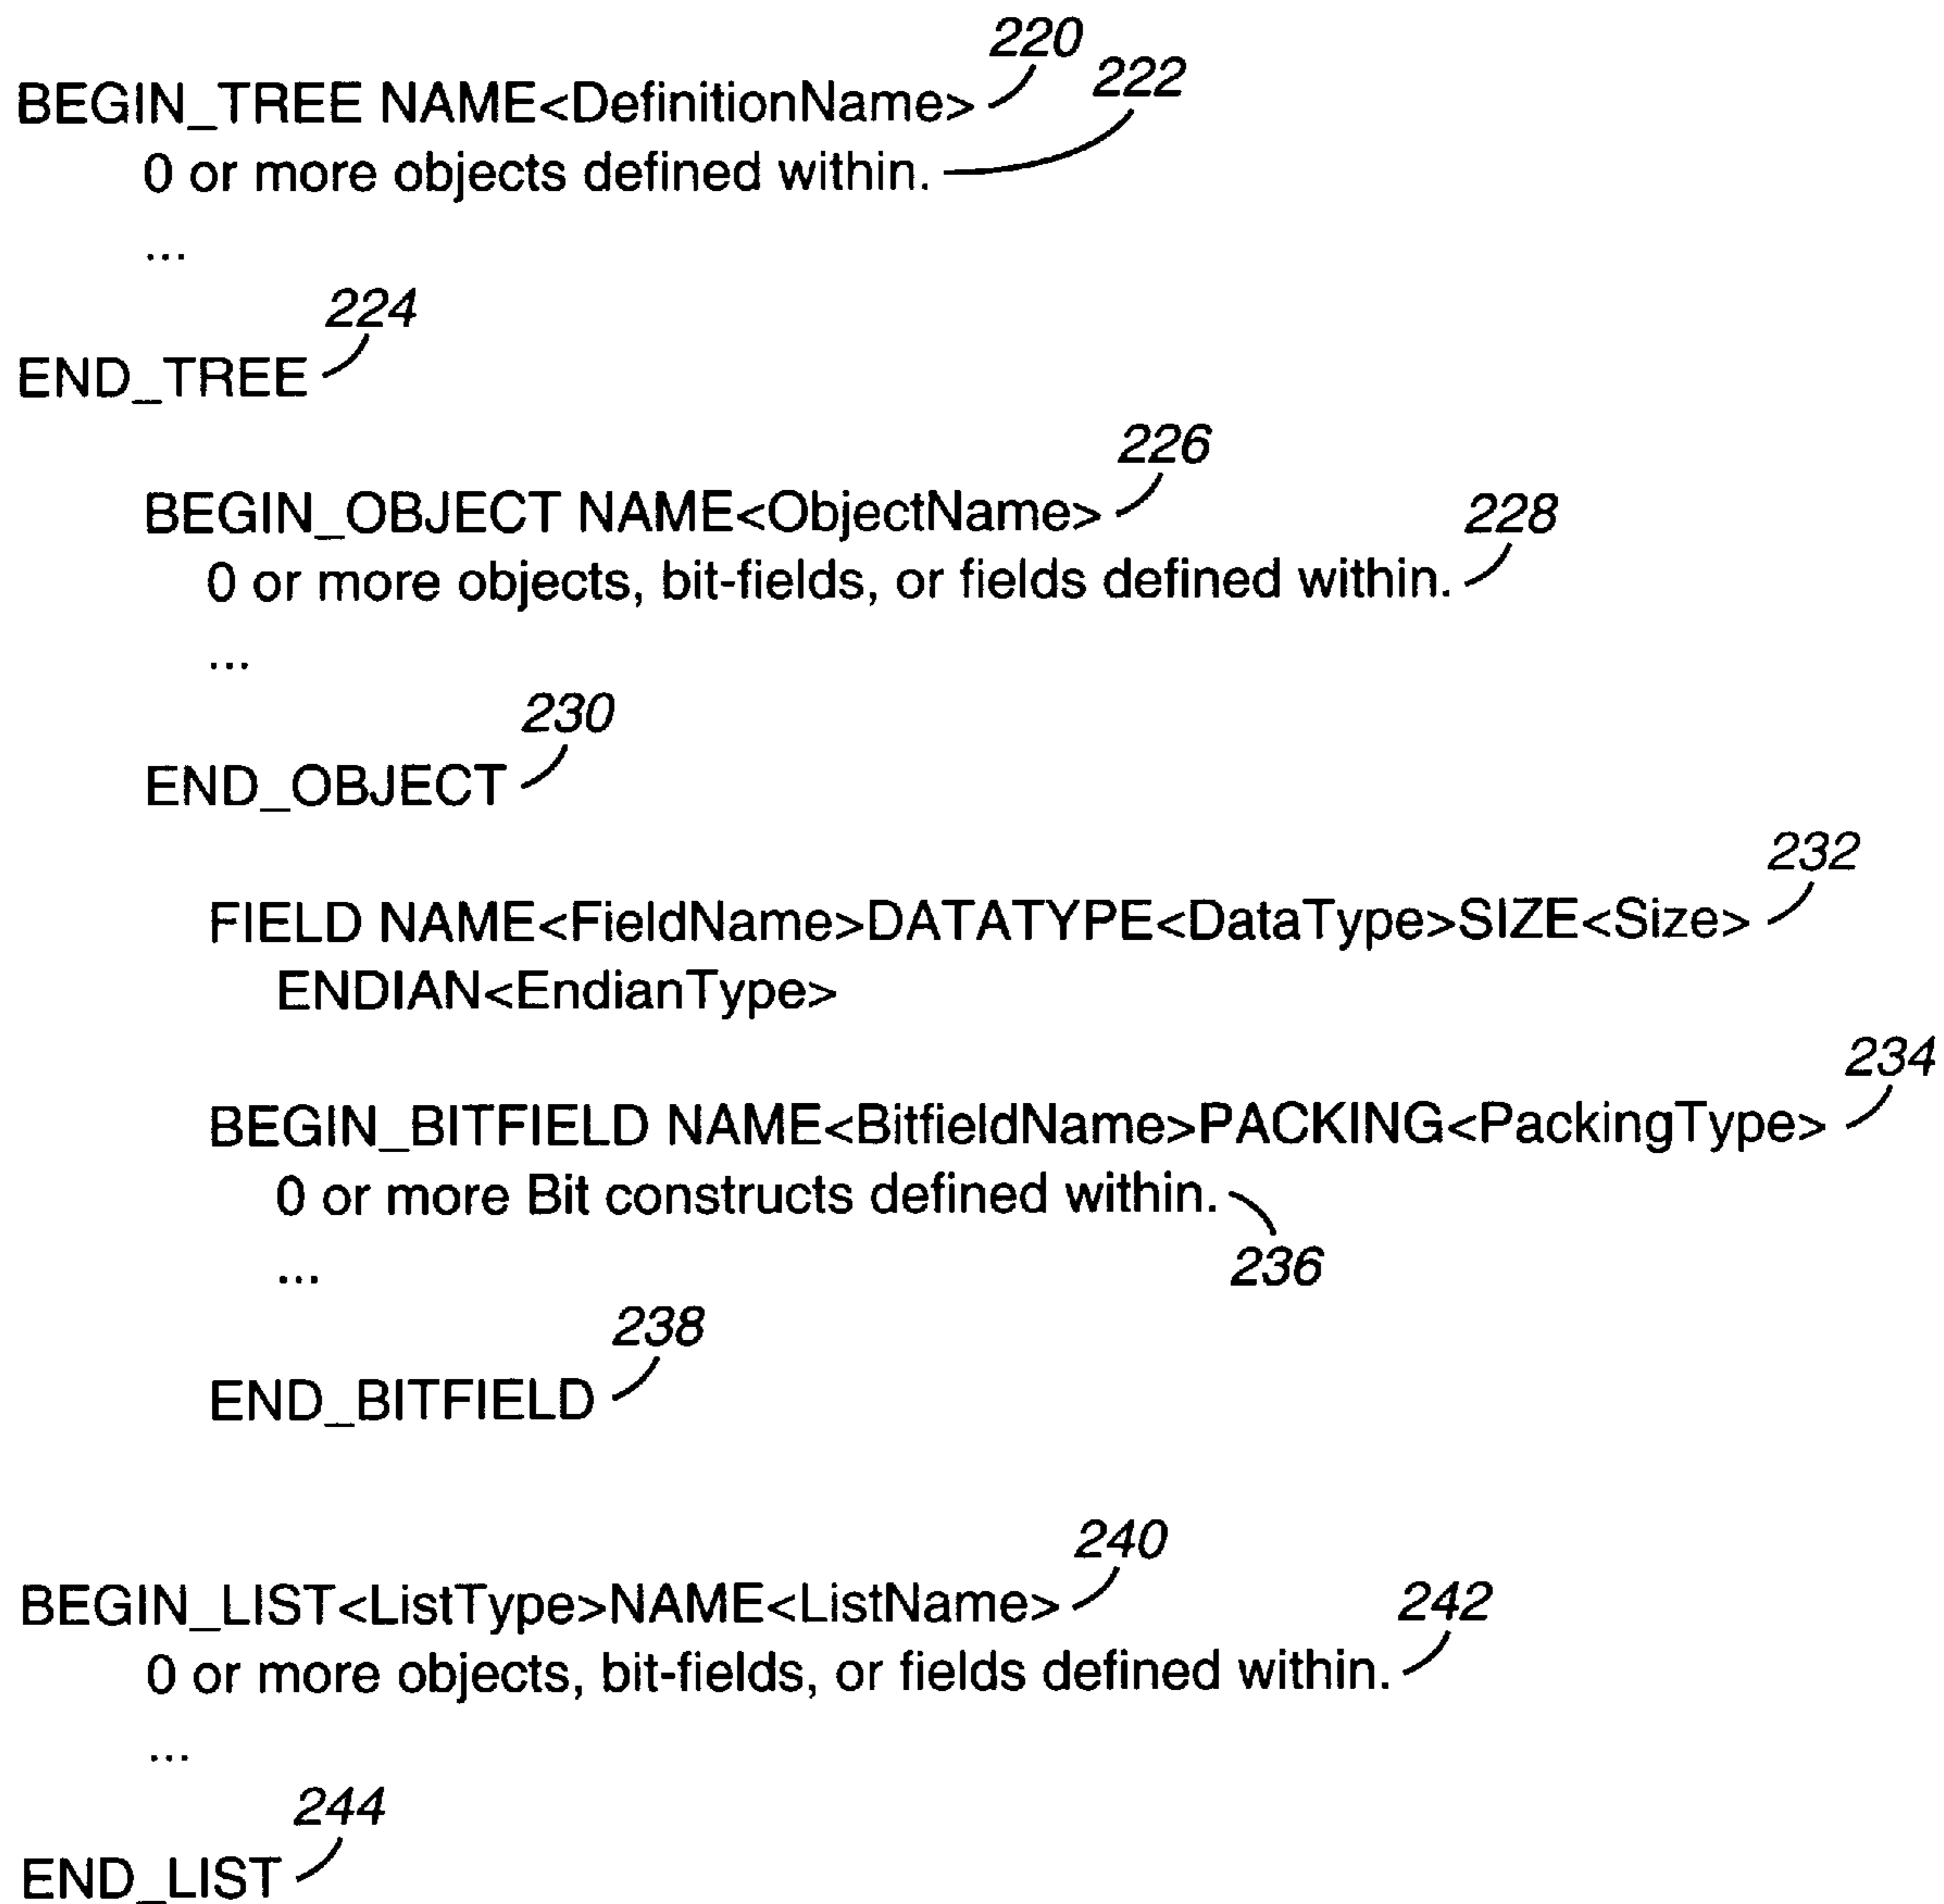 220
BEGIN_TREE NAME<DefinitionName>
222
0 or more objects defined within.
...
224
END_TREE
226
BEGIN_OBJECT NAME<ObjectName>
228
0 or more objects, bit-fields, or fields defined within.
...
230
END_OBJECT
232
FIELD NAME<FieldName>DATATYPE<DataType>SIZE<Size>
ENDIAN<EndianType>
234
BEGIN_BITFIELD NAME<BitfieldName>PACKING<PackingType>
0 or more Bit constructs defined within.
236
...
238
END_BITFIELD
240
BEGIN_LIST<ListType>NAME<ListName>
242
0 or more objects, bit-fields, or fields defined within.
...
244
END_LIST